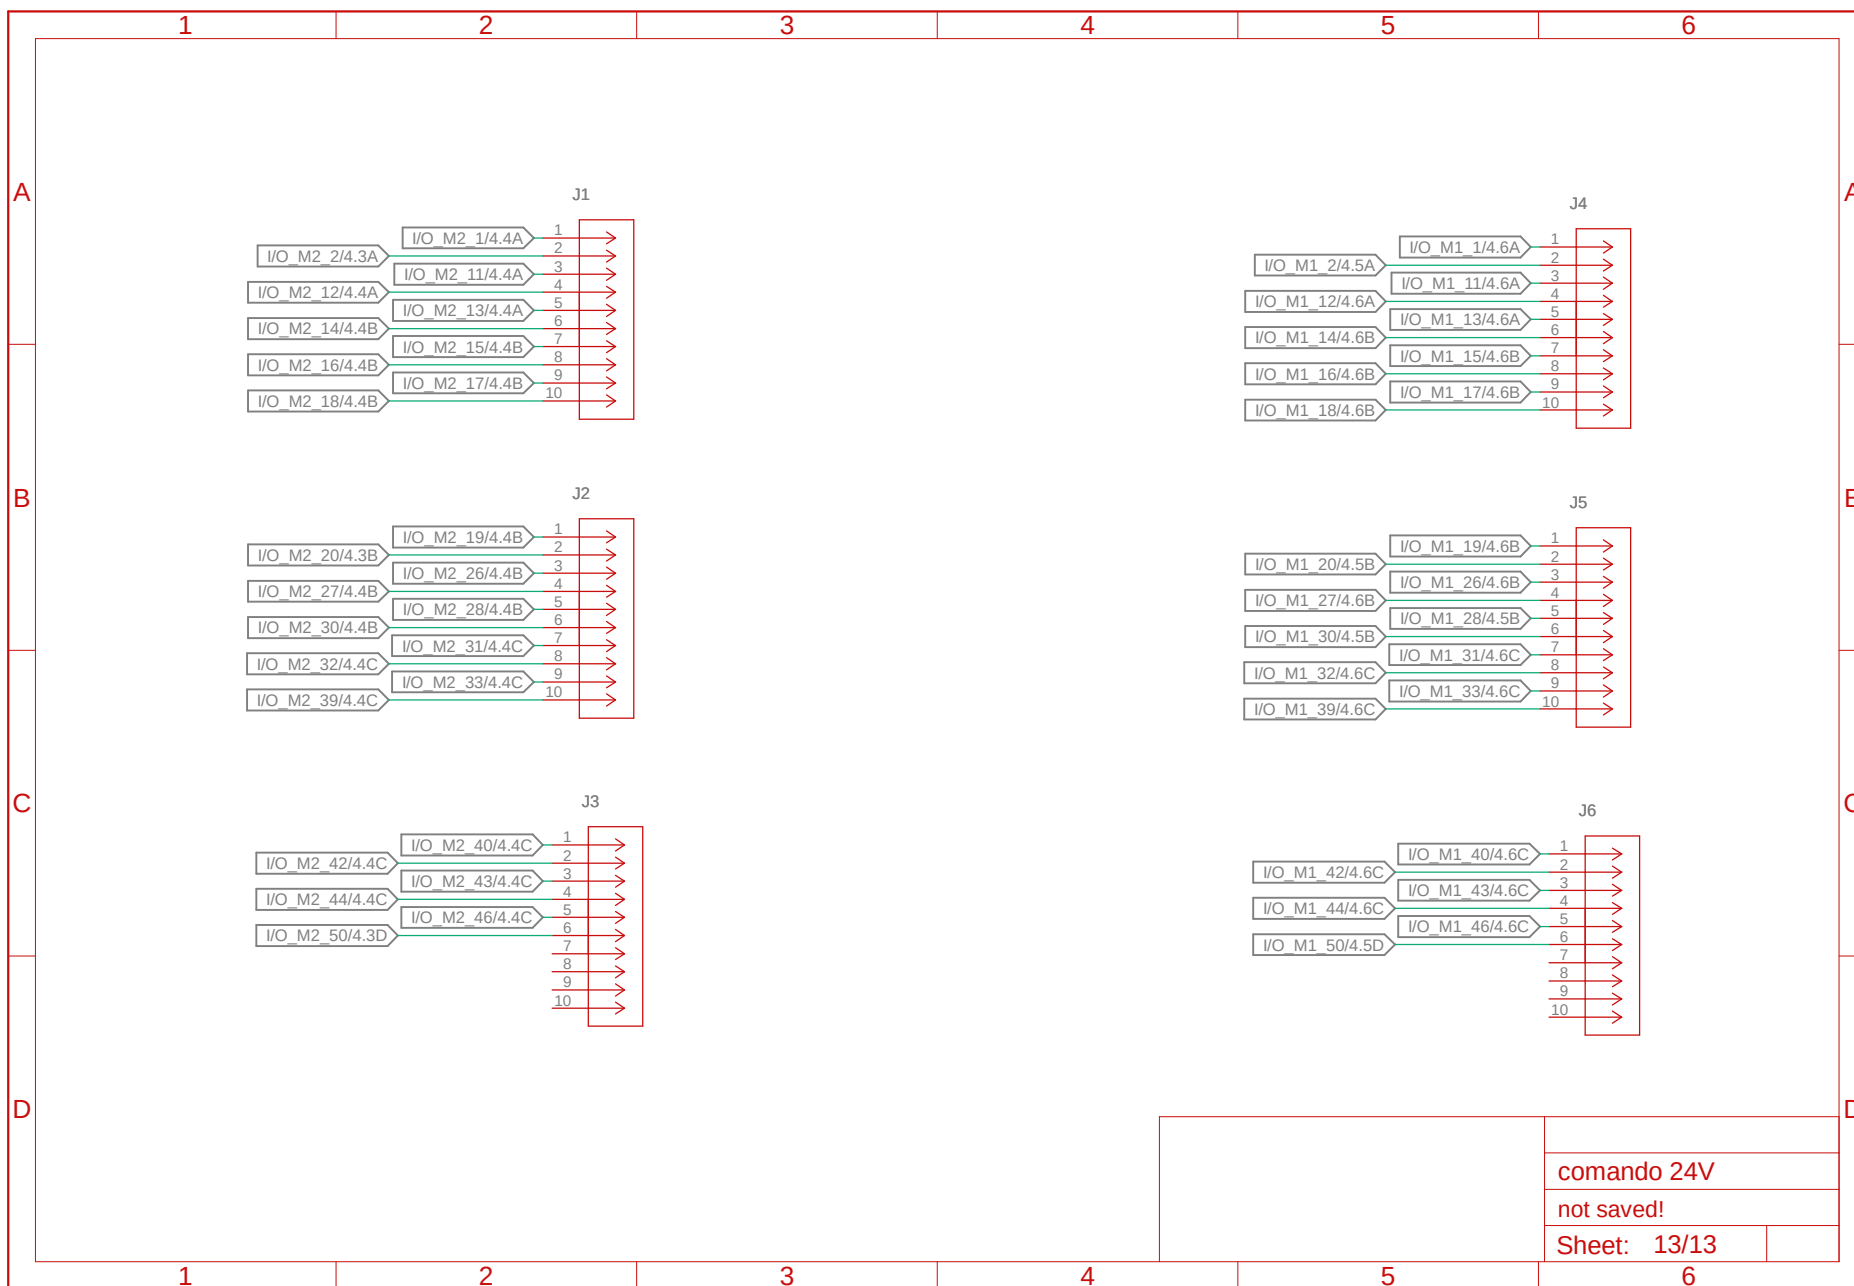 1 2 3 4 5 6
A A
J1
I/O_M2_1/4.4A 1
I/O_M2_2/4.3A 2
I/O_M2_11/4.4A 3
I/O_M2_12/4.4A 4
I/O_M2_13/4.4A 5
I/O_M2_14/4.4B 6
I/O_M2_15/4.4B 7
I/O_M2_16/4.4B 8
I/O_M2_17/4.4B 9
I/O_M2_18/4.4B 10
J4
I/O_M1_1/4.6A 1
I/O_M1_2/4.5A 2
I/O_M1_11/4.6A 3
I/O_M1_12/4.6A 4
I/O_M1_13/4.6A 5
I/O_M1_14/4.6B 6
I/O_M1_15/4.6B 7
I/O_M1_16/4.6B 8
I/O_M1_17/4.6B 9
I/O_M1_18/4.6B 10
B B
J2
I/O_M2_19/4.4B 1
I/O_M2_20/4.3B 2
I/O_M2_26/4.4B 3
I/O_M2_27/4.4B 4
I/O_M2_28/4.4B 5
I/O_M2_30/4.4B 6
I/O_M2_31/4.4C 7
I/O_M2_32/4.4C 8
I/O_M2_33/4.4C 9
I/O_M2_39/4.4C 10
J5
I/O_M1_19/4.6B 1
I/O_M1_20/4.5B 2
I/O_M1_26/4.6B 3
I/O_M1_27/4.6B 4
I/O_M1_28/4.5B 5
I/O_M1_30/4.5B 6
I/O_M1_31/4.6C 7
I/O_M1_32/4.6C 8
I/O_M1_33/4.6C 9
I/O_M1_39/4.6C 10
C C
J3
I/O_M2_40/4.4C 1
I/O_M2_42/4.4C 2
I/O_M2_43/4.4C 3
I/O_M2_44/4.4C 4
I/O_M2_46/4.4C 5
I/O_M2_50/4.3D 6
7
8
9
10
J6
I/O_M1_40/4.6C 1
I/O_M1_42/4.6C 2
I/O_M1_43/4.6C 3
I/O_M1_44/4.6C 4
I/O_M1_46/4.6C 5
I/O_M1_50/4.5D 6
7
8
9
10
D D
comando 24V
not saved!
Sheet: 13/13
1 2 3 4 5 6